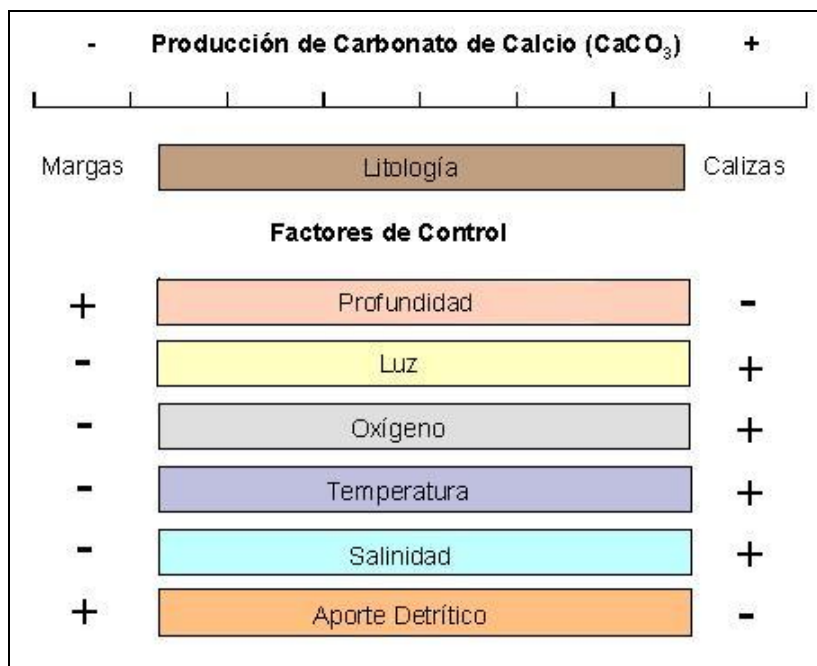 - Producción de Carbonato de Calcio (CaCO₃) +
Margas Litología Calizas
Factores de Control
+ Profundidad -
- Luz +
- Oxígeno +
- Temperatura +
- Salinidad +
+ Aporte Detrítico -